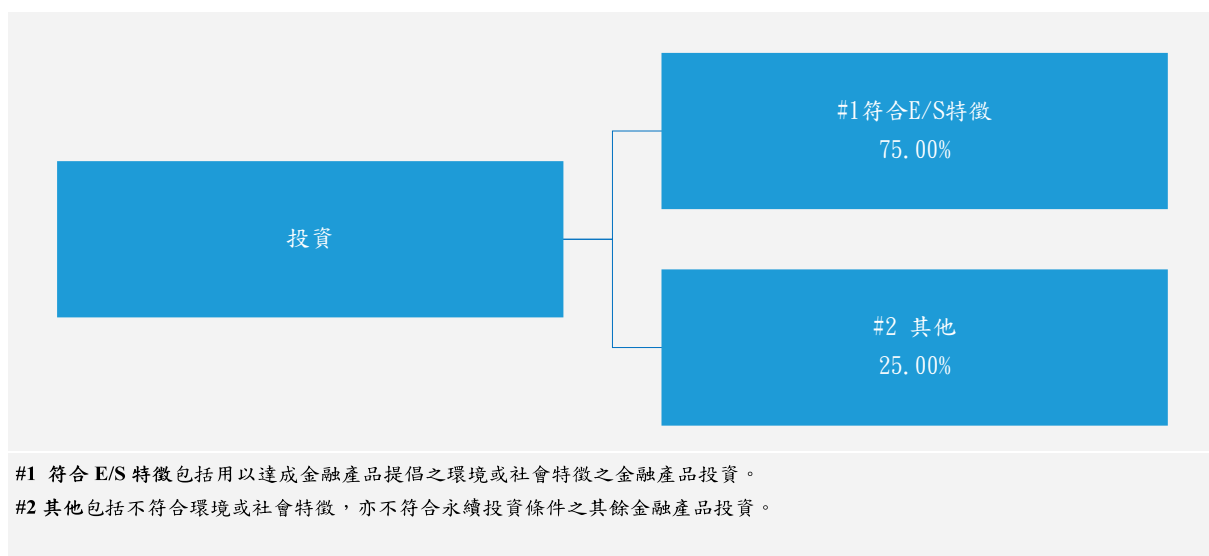 投資
#1符合E/S特徵
75.00%
#2 其他
25.00%
#1 符合 E/S 特徵包括用以達成金融產品提倡之環境或社會特徵之金融產品投資。
#2 其他包括不符合環境或社會特徵，亦不符合永續投資條件之其餘金融產品投資。